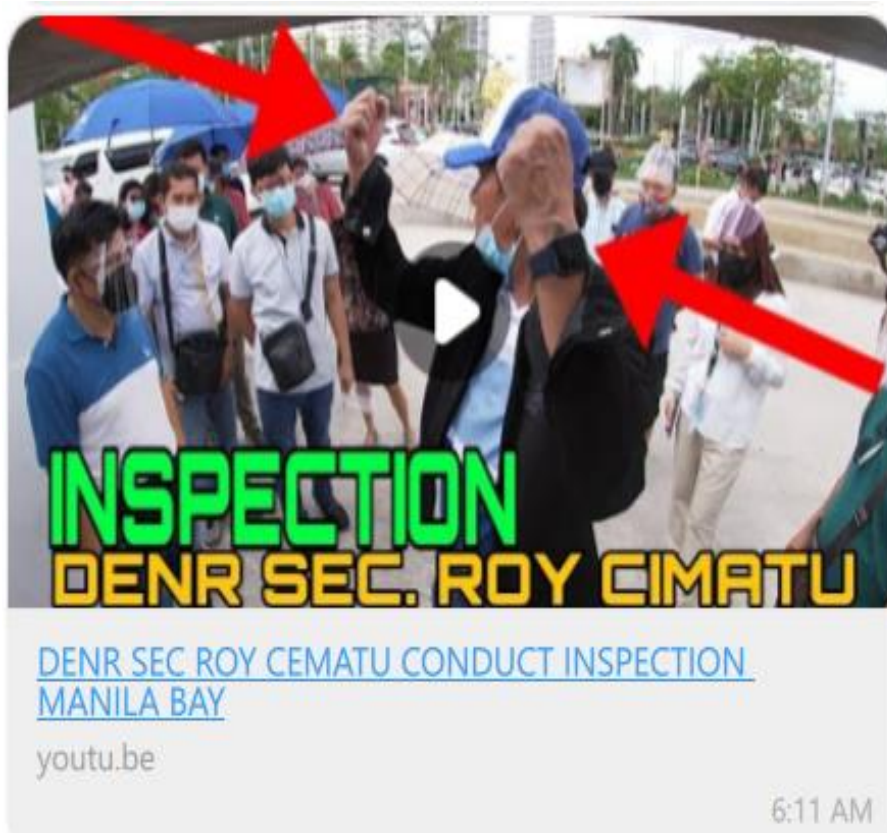 INSPECTION
DENR SEC. ROY CIMATU
DENR SEC ROY CEMATU CONDUCT INSPECTION
MANILA BAY
youtu.be
6:11 AM